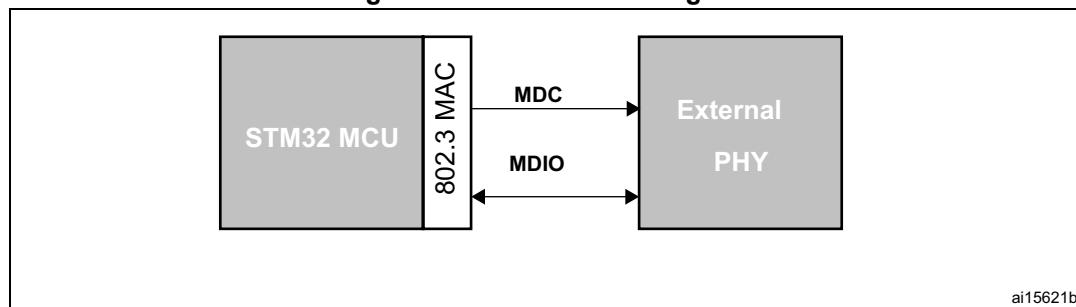 MDC
802.3 MAC
External
STM32 MCU
MDIO
PHY
ai15621b